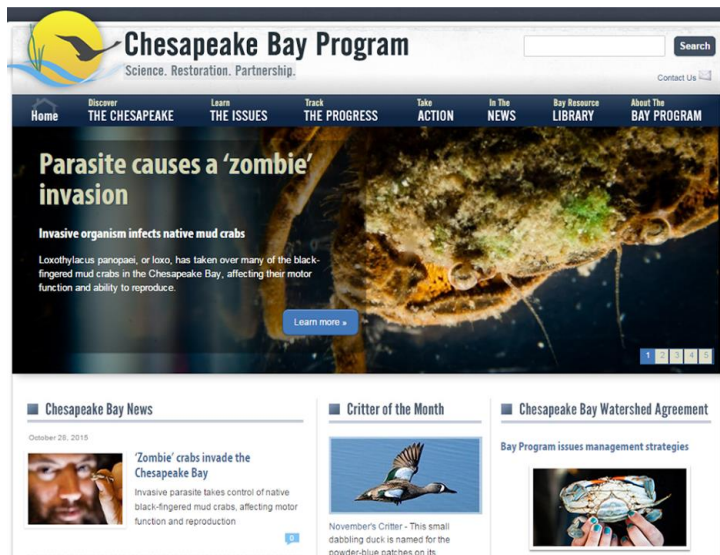 Chesapeake Bay Program
Science. Restoration. Partnership.
Search
Contact Us
Home
Discover
THE CHESAPEAKE
Learn
THE ISSUES
Track
THE PROGRESS
Take
ACTION
In The
NEWS
Bay Resource
LIBRARY
About The
BAY PROGRAM
Parasite causes a ‘zombie’
invasion
Invasive organism infects native mud crabs
Loxothylacus panopaei, or loxo, has taken over many of the black-
fingered mud crabs in the Chesapeake Bay, affecting their motor
function and ability to reproduce.
Learn more »
1 2 3 4 5
Chesapeake Bay News
October 28, 2015
‘Zombie’ crabs invade the
Chesapeake Bay
Invasive parasite takes control of native
black-fingered mud crabs, affecting motor
function and reproduction
0
Critter of the Month
November's Critter - This small
dabbling duck is named for the
powder-blue patches on its
Chesapeake Bay Watershed Agreement
Bay Program issues management strategies